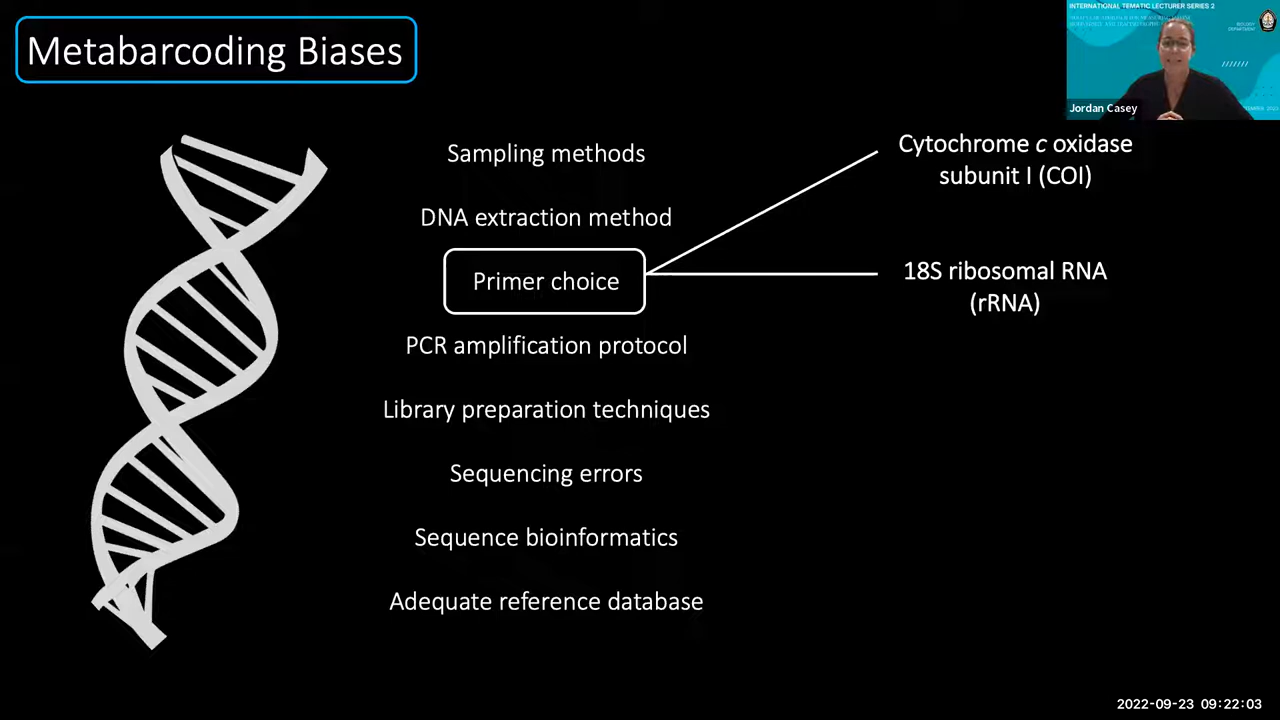 Metabarcoding Biases
INTERNATIONAL TEMATIC LECTURER SERIES 2
BIOLOGY
DEPARTMENT
Jordan Casey
Sampling methods
DNA extraction method
Primer choice
PCR amplification protocol
Library preparation techniques
Sequencing errors
Sequence bioinformatics
Adequate reference database
Cytochrome c oxidase
subunit I (COI)
18S ribosomal RNA
(rRNA)
2022-09-23 09:22:03